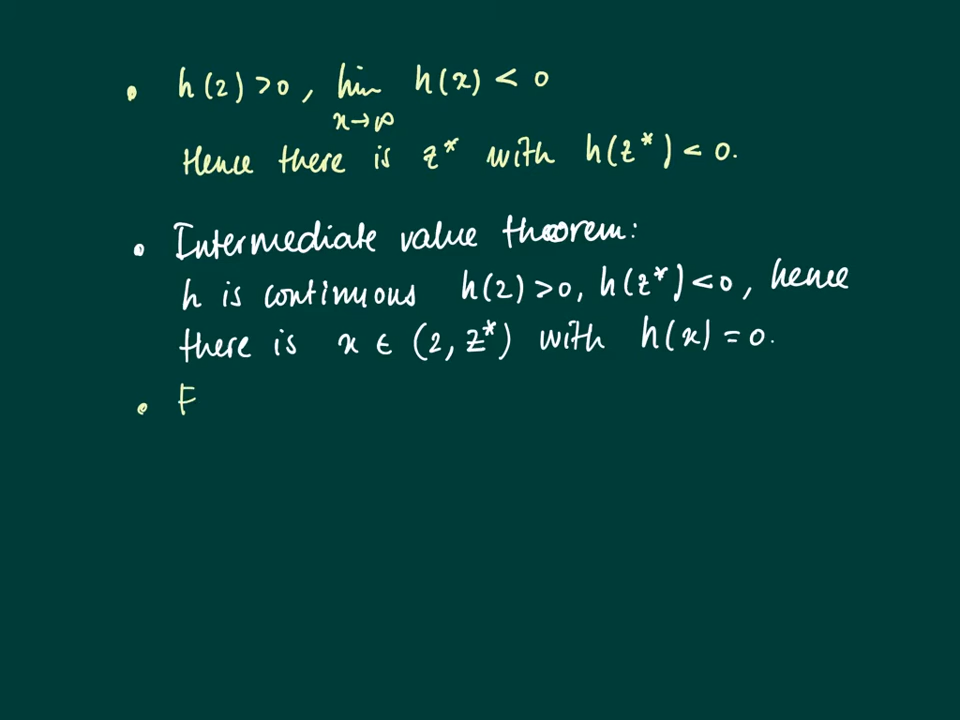 • h(2) > 0, lim h(x) < 0
x→∞
Hence there is z* with h(z*) < 0.
• Intermediate value theorem:
h is continuous h(2) > 0, h(z*) < 0, hence
there is x ∈ (2, z*) with h(x) = 0.
• F